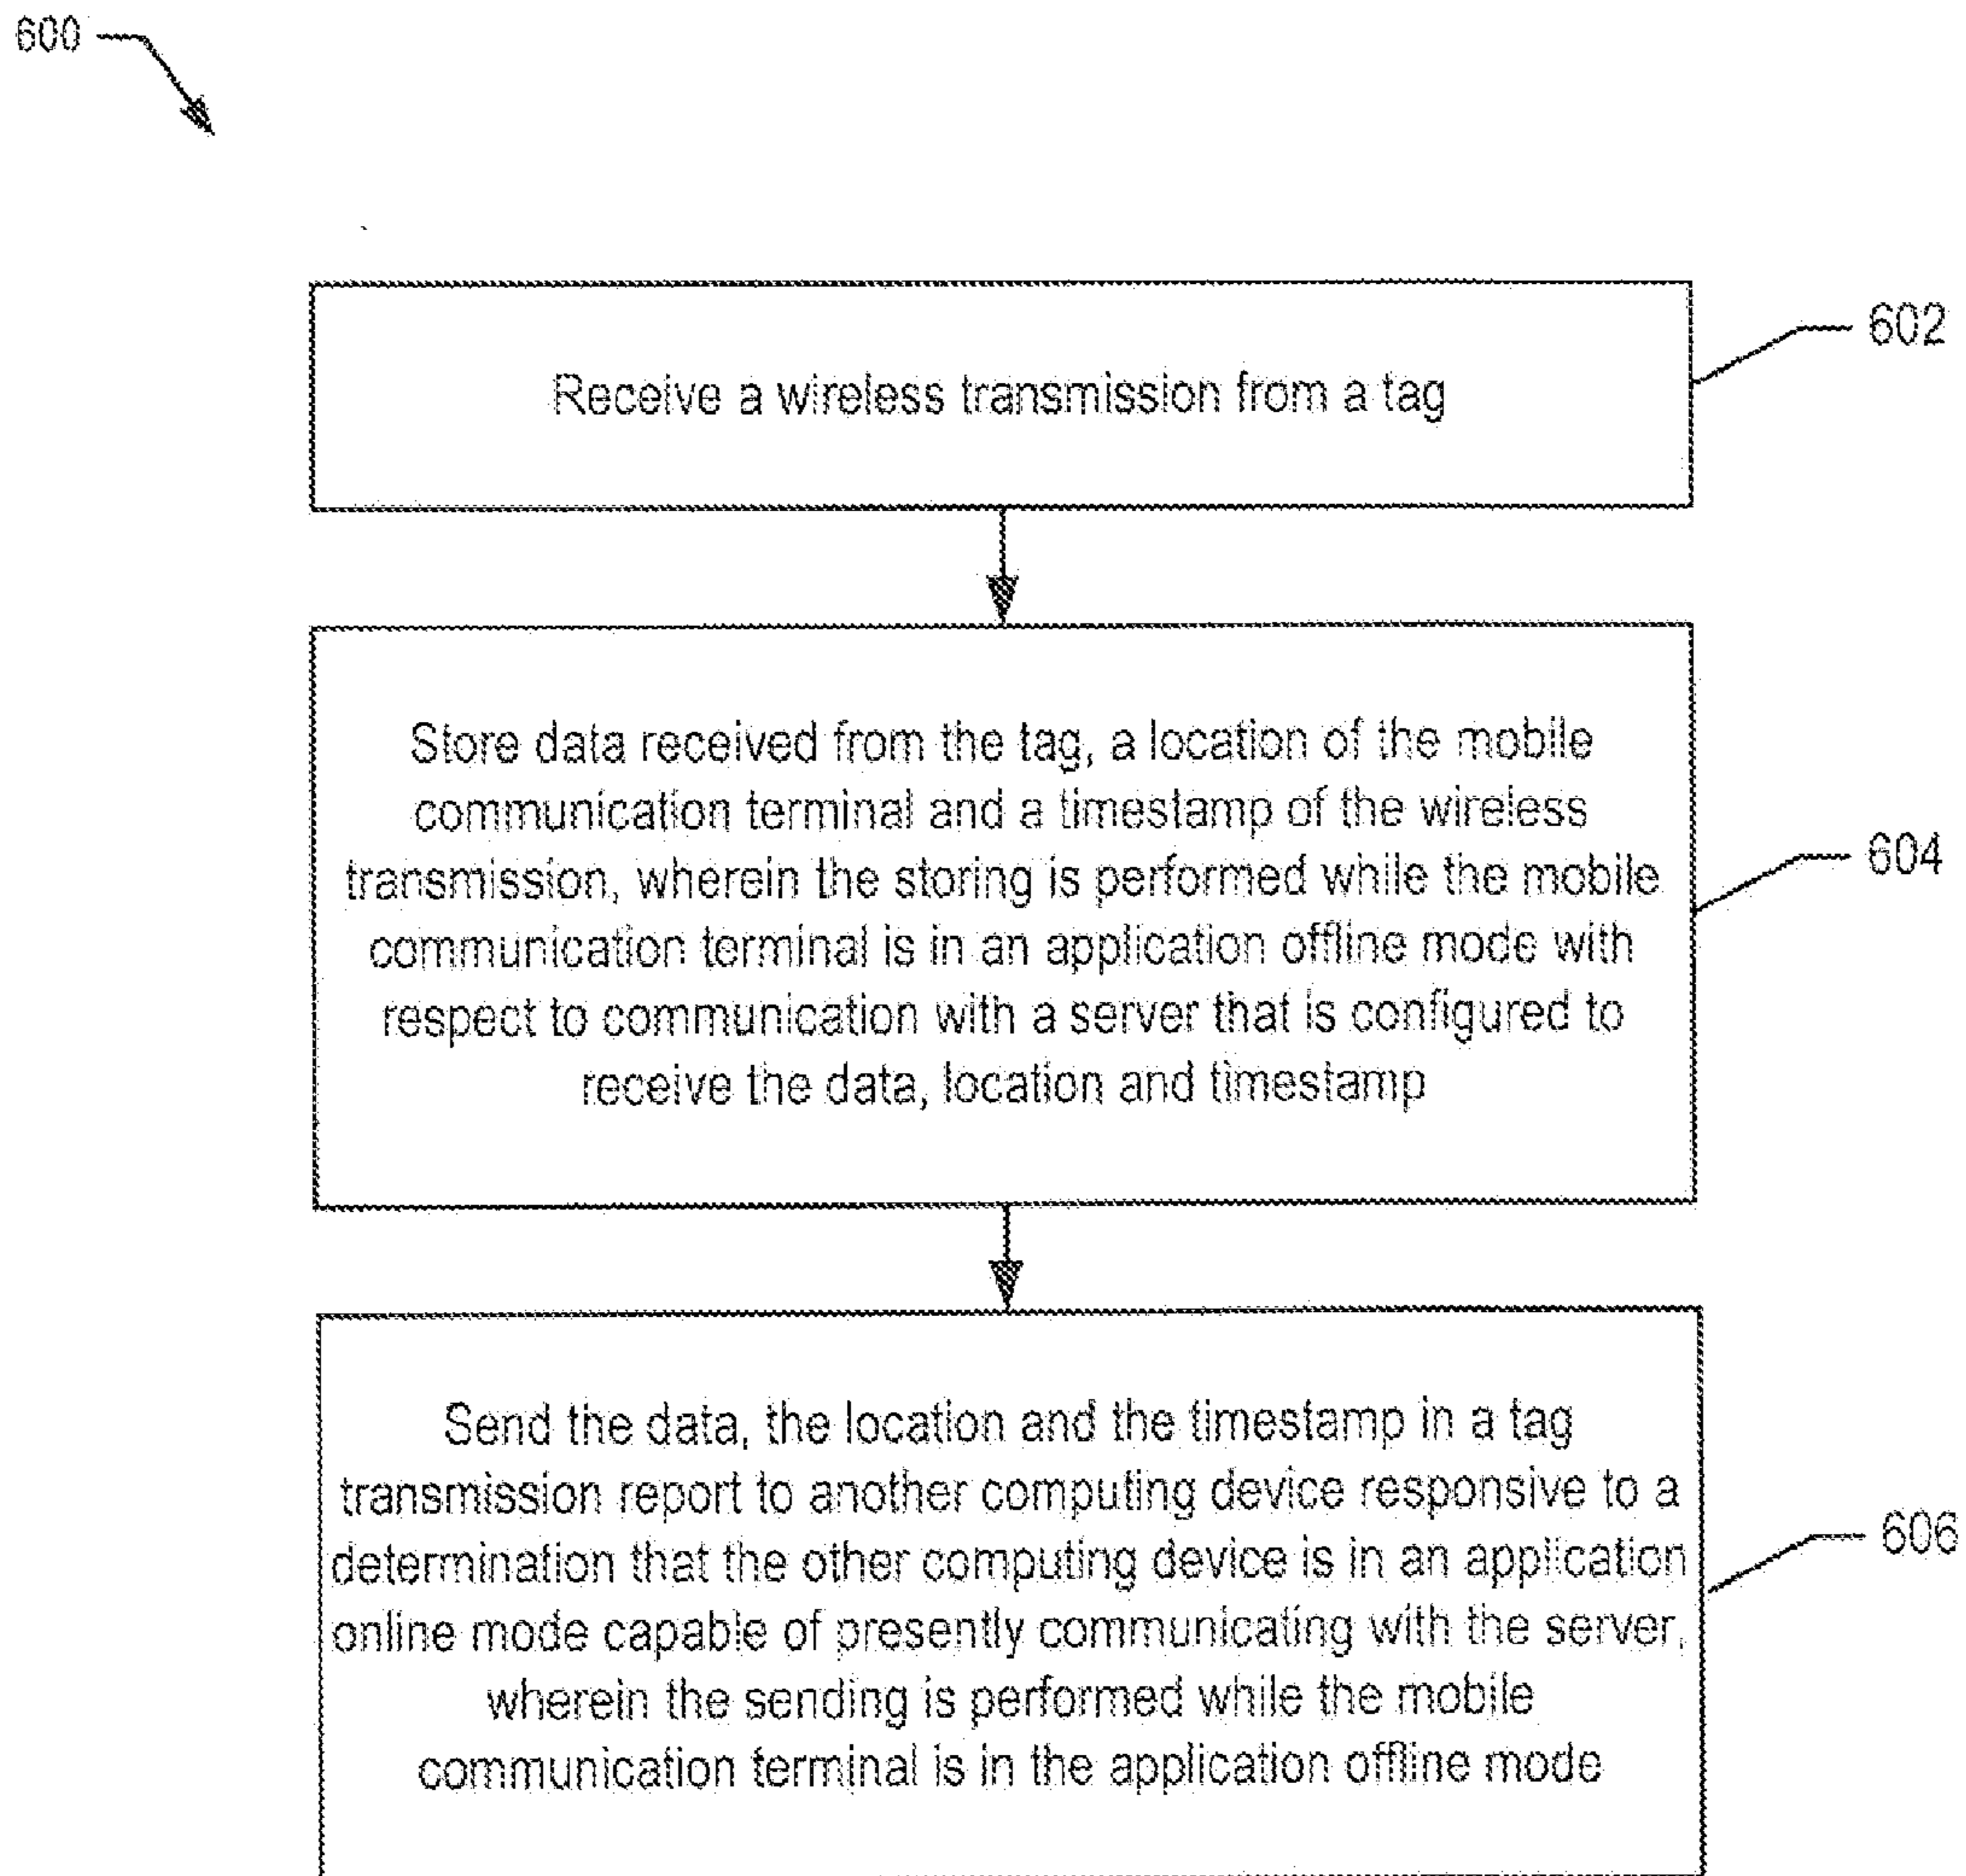 600
602
Receive a wireless transmission from a tag
Store data received from the tag, a location of the mobile
communication terminal and a timestamp of the wireless
transmission, wherein the storing is performed while the mobile
604
communication terminal is in an application offline mode with
respect to communication with a server that is configured to
receive the data, location and timestamp
Send the data, the location and the timestamp in a tag
transmission report to another computing device responsive to a
606
determination that the other computing device is in an application
online mode capable of presently communicating with the server,
wherein the sending is performed while the mobile
communication terminal is in the application offline mode